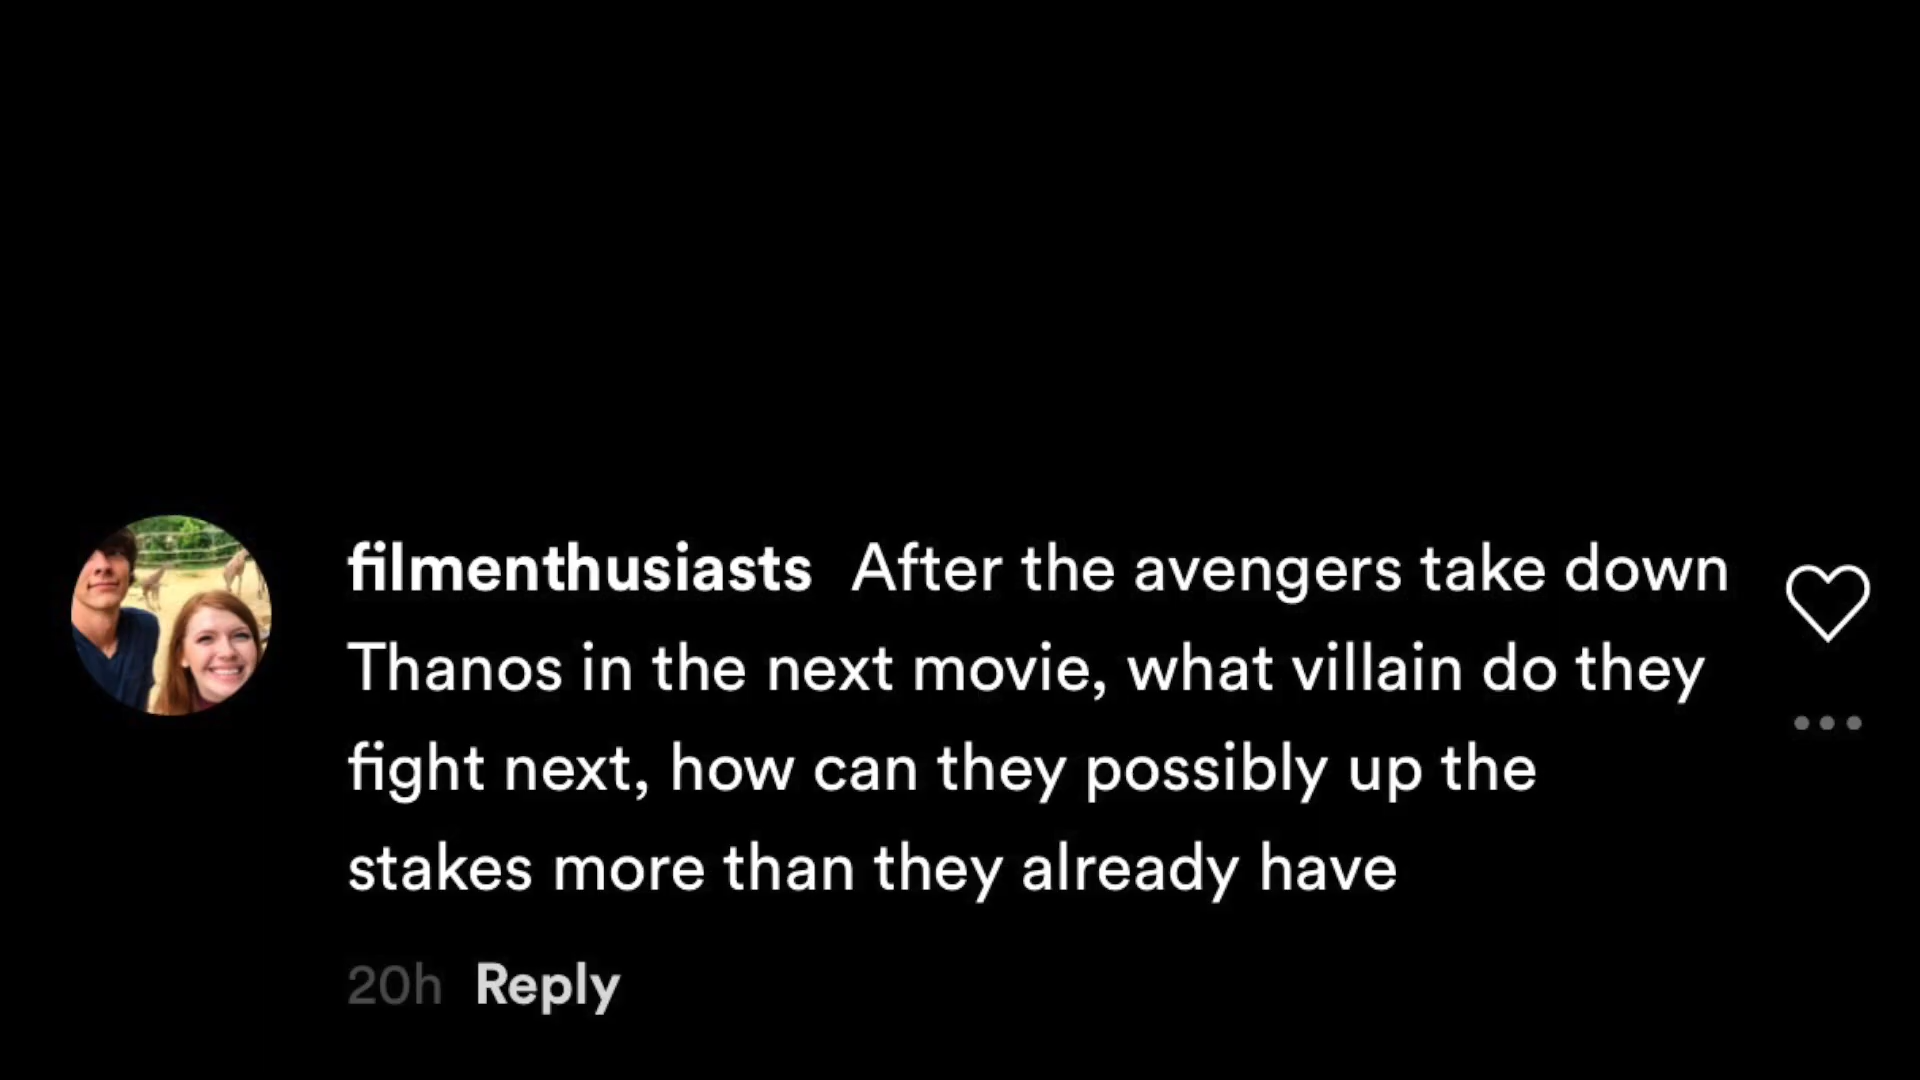 filmenthusiasts After the avengers take down
Thanos in the next movie, what villain do they
fight next, how can they possibly up the
stakes more than they already have
20h Reply